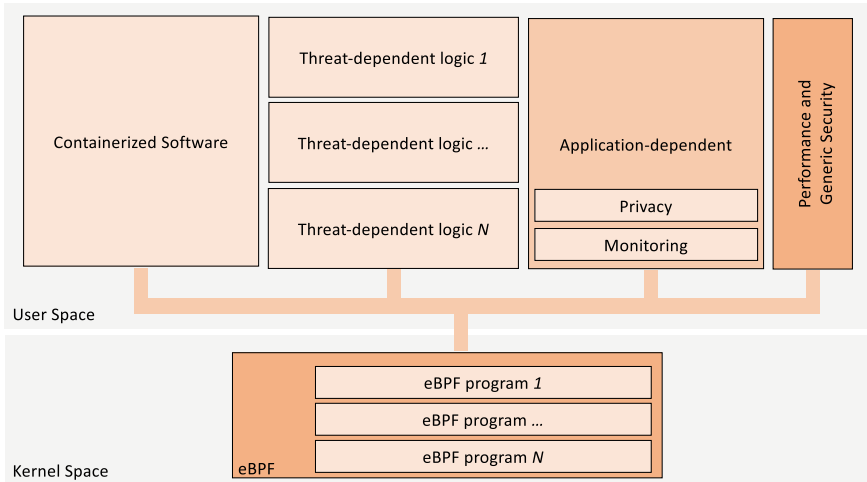 Containerized Software
Threat-dependent logic 1
Threat-dependent logic ...
Threat-dependent logic N
Application-dependent
Privacy
Monitoring
Performance and
Generic Security
User Space
eBPF program 1
eBPF program ...
eBPF program N
eBPF
Kernel Space